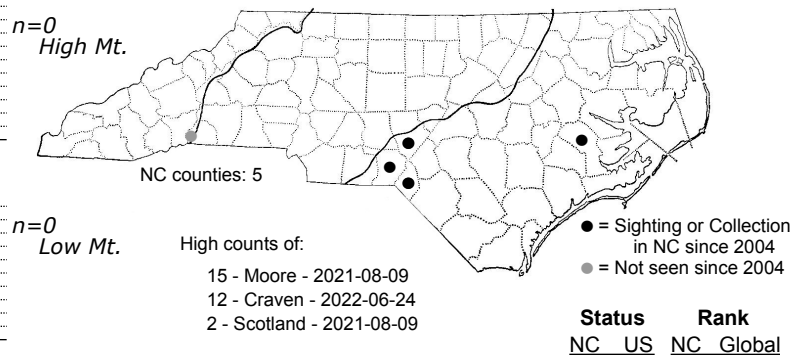 n=0
High Mt.
NC counties: 5
n=0
Low Mt.
High counts of:
15 - Moore - 2021-08-09
12 - Craven - 2022-06-24
2 - Scotland - 2021-08-09
● = Sighting or Collection
in NC since 2004
● = Not seen since 2004
Status Rank
NC US NC Global